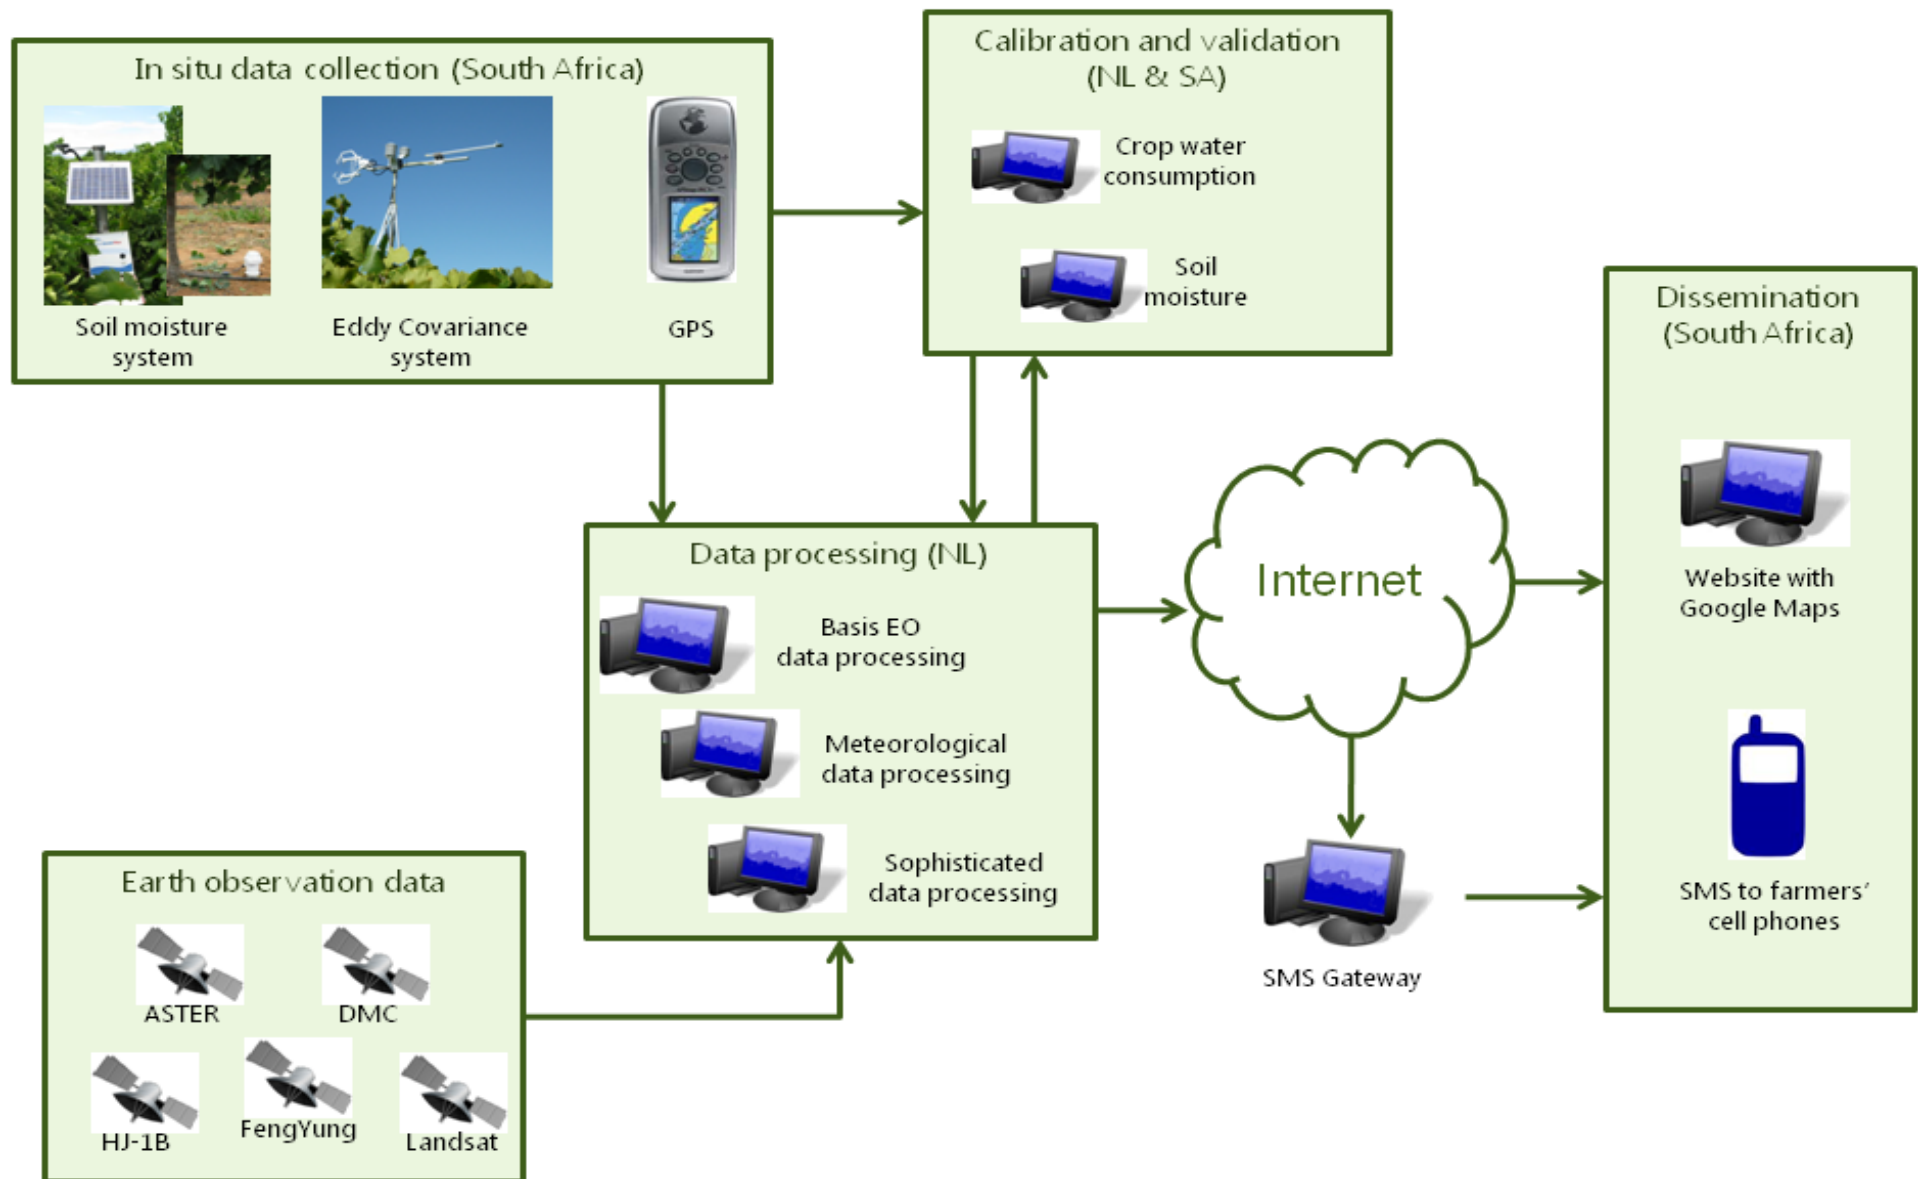 In situ data collection (South Africa)
Soil moisture
system
Eddy Covariance
system
GPS
Calibration and validation
(NL & SA)
Crop water
consumption
Soil
moisture
Data processing (NL)
Basis EO
data processing
Meteorological
data processing
Sophisticated
data processing
Earth observation data
ASTER
DMC
HJ-1B
FengYung
Landsat
Internet
SMS Gateway
Dissemination
(South Africa)
Website with
Google Maps
SMS to farmers'
cell phones